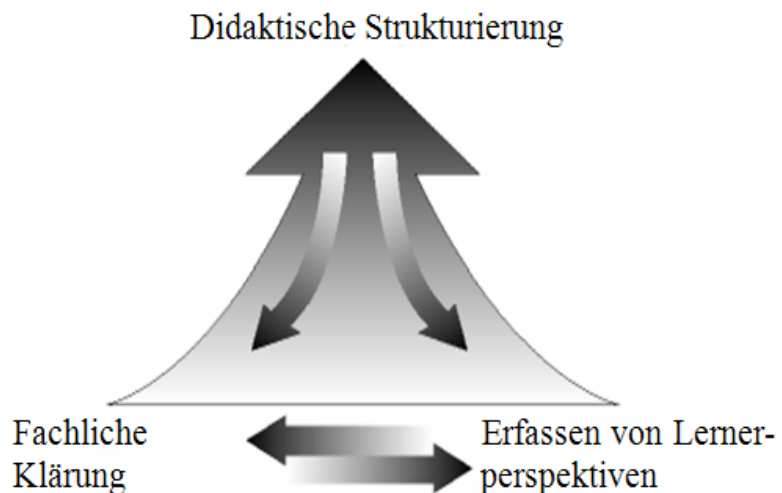 Didaktische Strukturierung
Fachliche
Klärung
Erfassen von Lerner-
perspektiven